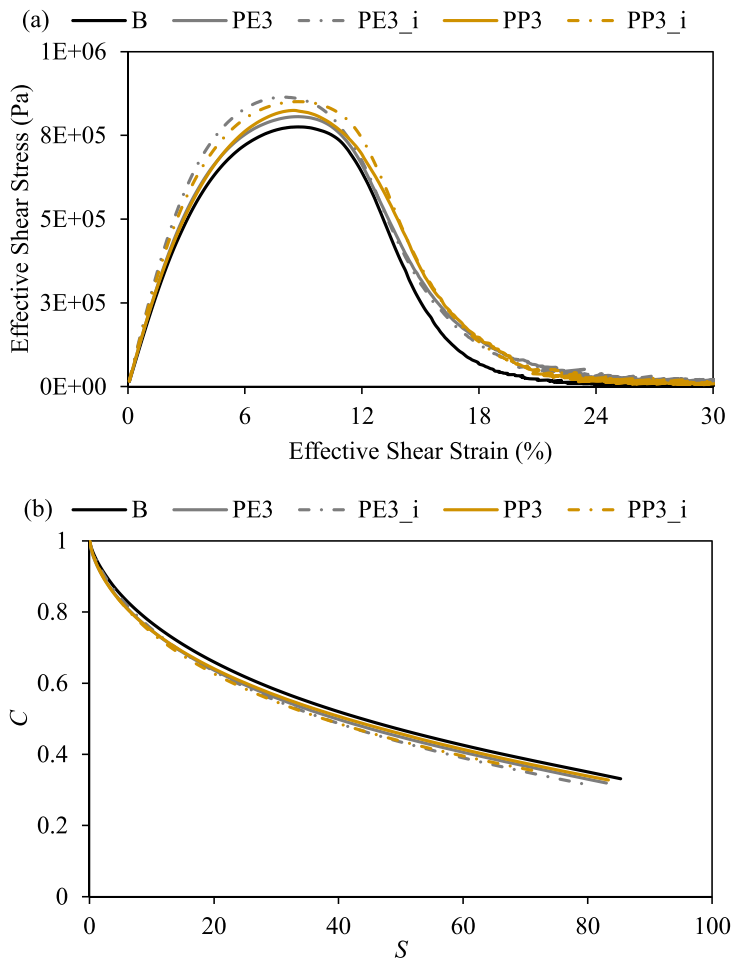 (a) B PE3 PE3_i PP3 PP3_i
1E+06
8E+05
5E+05
3E+05
0E+00
Effective Shear Stress (Pa)
0 6 12 18 24 30
Effective Shear Strain (%)
(b) B PE3 PE3_i PP3 PP3_i
1
0.8
0.6
0.4
0.2
0
C
0 20 40 60 80 100
S